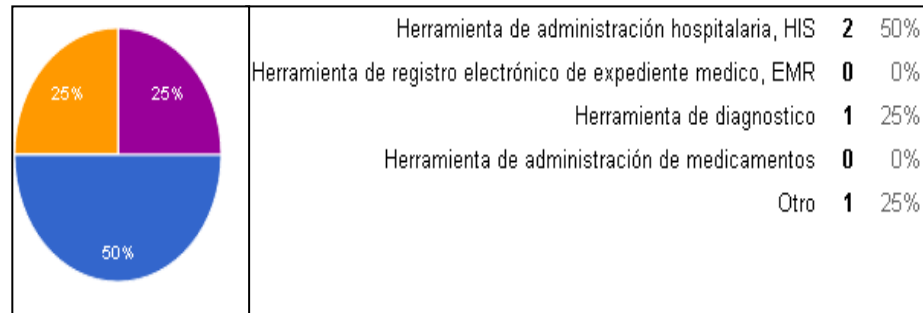 25%
25%
50%
Herramienta de administración hospitalaria, HIS 2 50%
Herramienta de registro electrónico de expediente medico, EMR 0 0%
Herramienta de diagnostico 1 25%
Herramienta de administración de medicamentos 0 0%
Otro 1 25%